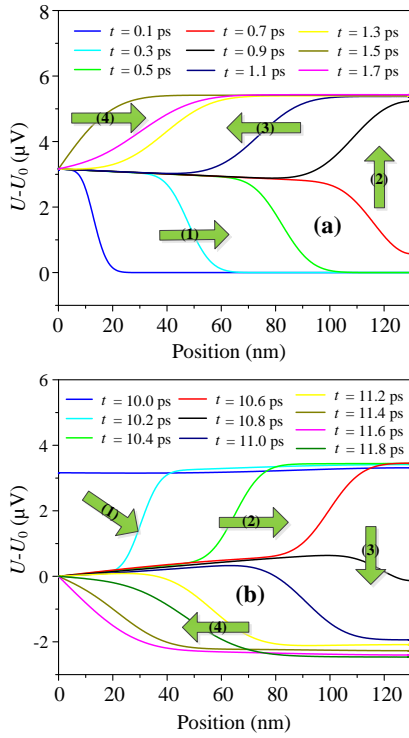 8
t = 0.1 ps t = 0.7 ps t = 1.3 ps
t = 0.3 ps t = 0.9 ps t = 1.5 ps
t = 0.5 ps t = 1.1 ps t = 1.7 ps
6
(4) (3)
4
(2)
2
(1) (a)
0
U-U0 (μV)
0 20 40 60 80 100 120
Position (nm)
6
t = 10.0 ps t = 10.6 ps t = 11.2 ps
t = 10.2 ps t = 10.8 ps t = 11.4 ps
t = 10.4 ps t = 11.0 ps t = 11.6 ps
t = 11.8 ps
4
(1) (2)
2
(3)
0
(b)
(4)
-2
U-U0 (μV)
0 20 40 60 80 100 120
Position (nm)